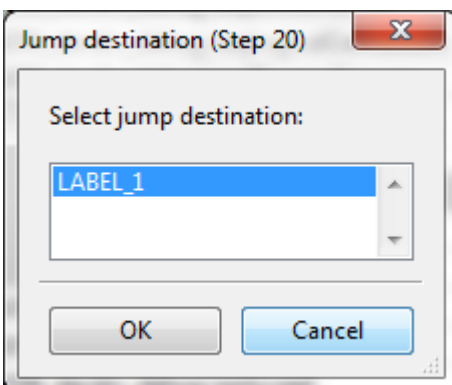 Jump destination (Step 20)
Select jump destination:
LABEL_1
OK Cancel